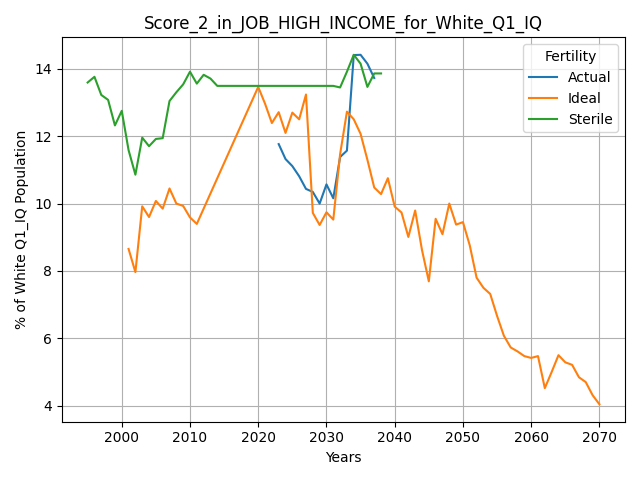 Score_2_in_JOB_HIGH_INCOME_for_White_Q1_IQ
Fertility
Actual
Ideal
Sterile
% of White Q1_IQ Population
14
12
10
8
6
4
2000 2010 2020 2030 2040 2050 2060 2070
Years